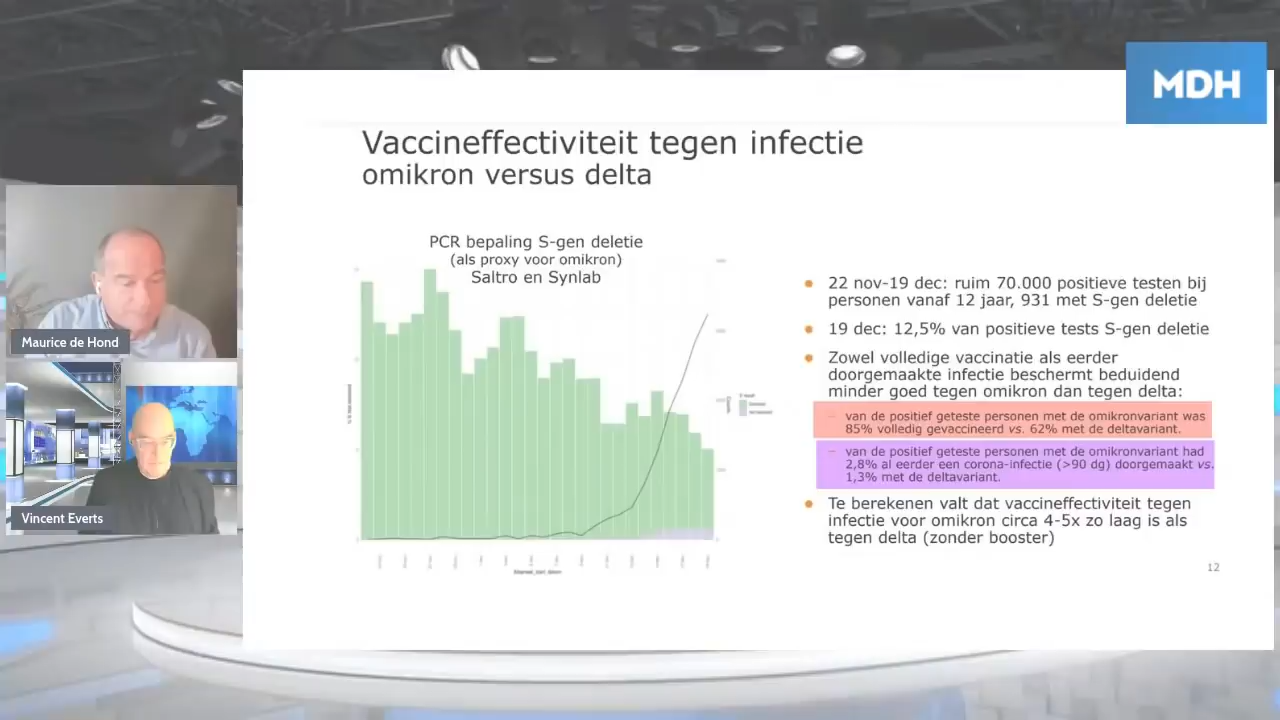 MDH
Vaccineffectiviteit tegen infectie
omikron versus delta
PCR bepaling S-gen deletie
(als proxy voor omikron)
Saltro en Synlab
22 nov-19 dec: ruim 70.000 positieve testen bij
personen vanaf 12 jaar, 931 met S-gen deletie
19 dec: 12,5% van positieve tests S-gen deletie
Zowel volledige vaccinatie als eerder
doorgemaakte infectie beschermt beduidend
minder goed tegen omikron dan tegen delta:
– van de positief geteste personen met de omikronvariant was
85% volledig gevaccineerd vs. 62% met de deltavariant.
– van de positief geteste personen met de omikronvariant had
2,8% al eerder een corona-infectie (>90 dg) doorgemaakt vs.
1,3% met de deltavariant.
Te berekenen valt dat vaccineffectiviteit tegen
infectie voor omikron circa 4-5x zo laag is als
tegen delta (zonder booster)
12
Maurice de Hond
Vincent Everts